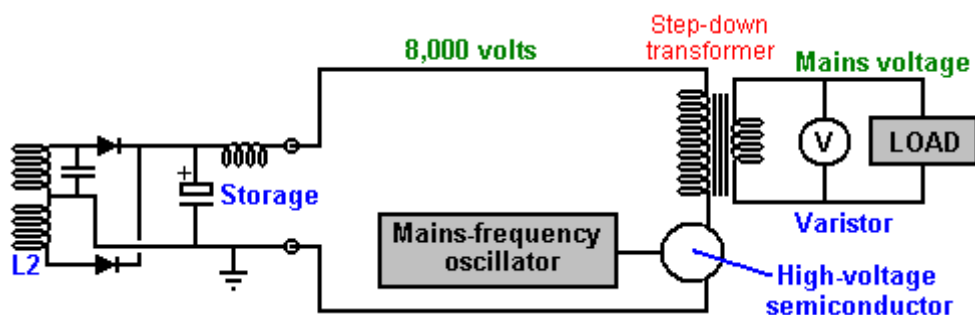 Step-down
transformer
8,000 volts
Mains voltage
V
LOAD
+
Storage
Varistor
L2
Mains-frequency
oscillator
High-voltage
semiconductor